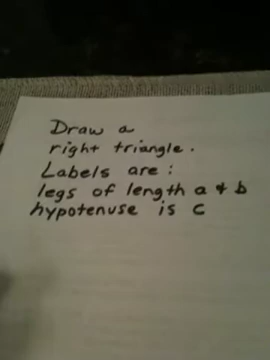 Draw a
right triangle.
Labels are:
legs of length a & b
hypotenuse is c